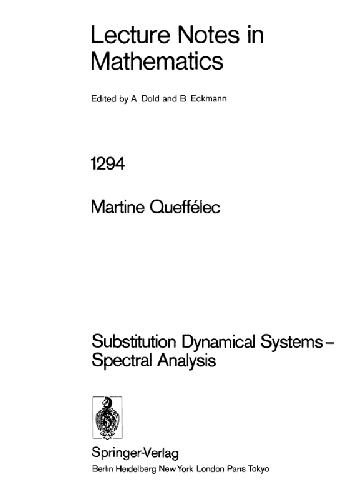 Lecture Notes in
Mathematics
Edited by A. Dold and B. Eckmann
1294
Martine Queffélec
Substitution Dynamical Systems –
Spectral Analysis
Springer-Verlag
Berlin Heidelberg New York London Paris Tokyo